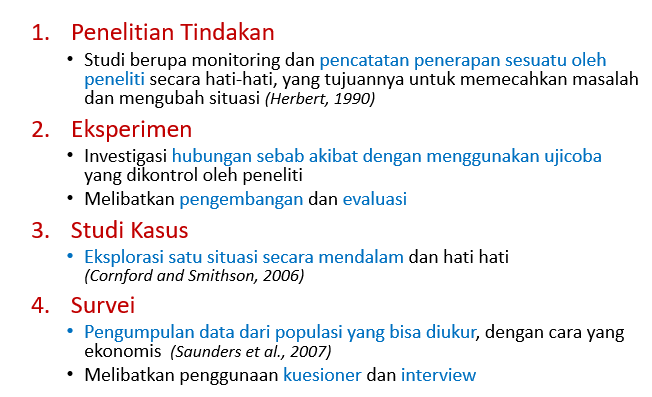 1. Penelitian Tindakan
• Studi berupa monitoring dan pencatatan penerapan sesuatu oleh
peneliti secara hati-hati, yang tujuannya untuk memecahkan masalah
dan mengubah situasi (Herbert, 1990)
2. Eksperimen
• Investigasi hubungan sebab akibat dengan menggunakan ujicoba
yang dikontrol oleh peneliti
• Melibatkan pengembangan dan evaluasi
3. Studi Kasus
• Eksplorasi satu situasi secara mendalam dan hati hati
(Cornford and Smithson, 2006)
4. Survei
• Pengumpulan data dari populasi yang bisa diukur, dengan cara yang
ekonomis (Saunders et al., 2007)
• Melibatkan penggunaan kuesioner dan interview